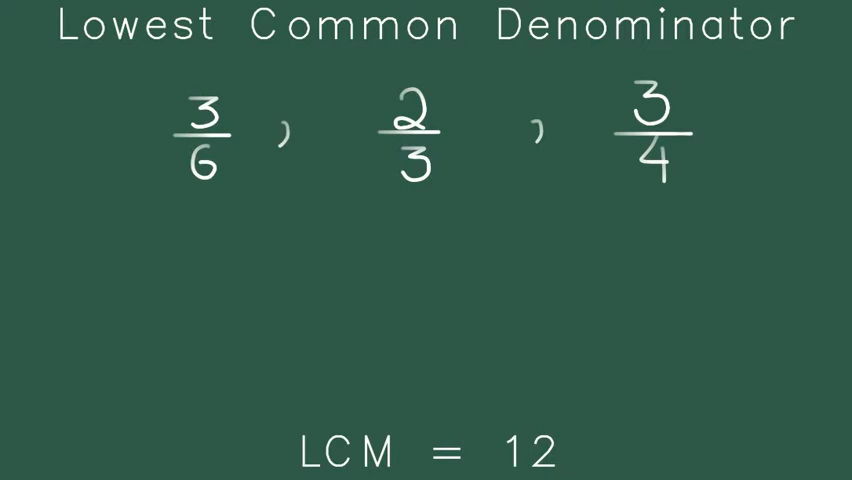 Lowest Common Denominator
3/6 , 2/3 , 3/4
LCM = 12